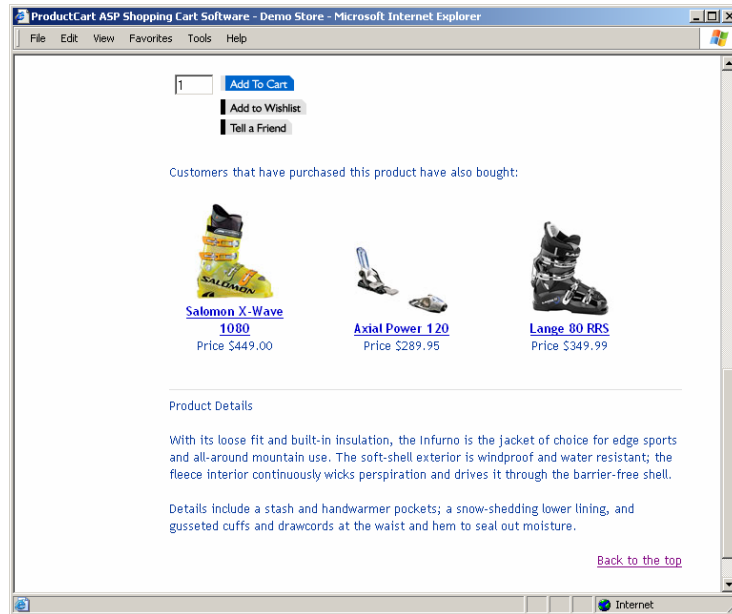 ProductCart ASP Shopping Cart Software - Demo Store - Microsoft Internet Explorer
File Edit View Favorites Tools Help
1 Add To Cart
Add to Wishlist
Tell a Friend
Customers that have purchased this product have also bought:
SALOMON
Salomon X-Wave
1080
Price $449.00
Axial Power 120
Price $289.95
Lange 80 RRS
Price $349.99
Product Details
With its loose fit and built-in insulation, the Infurno is the jacket of choice for edge sports
and all-around mountain use. The soft-shell exterior is windproof and water resistant; the
fleece interior continuously wicks perspiration and drives it through the barrier-free shell.
Details include a stash and handwarmer pockets; a snow-shedding lower lining, and
gusseted cuffs and drawcords at the waist and hem to seal out moisture.
Back to the top
Internet